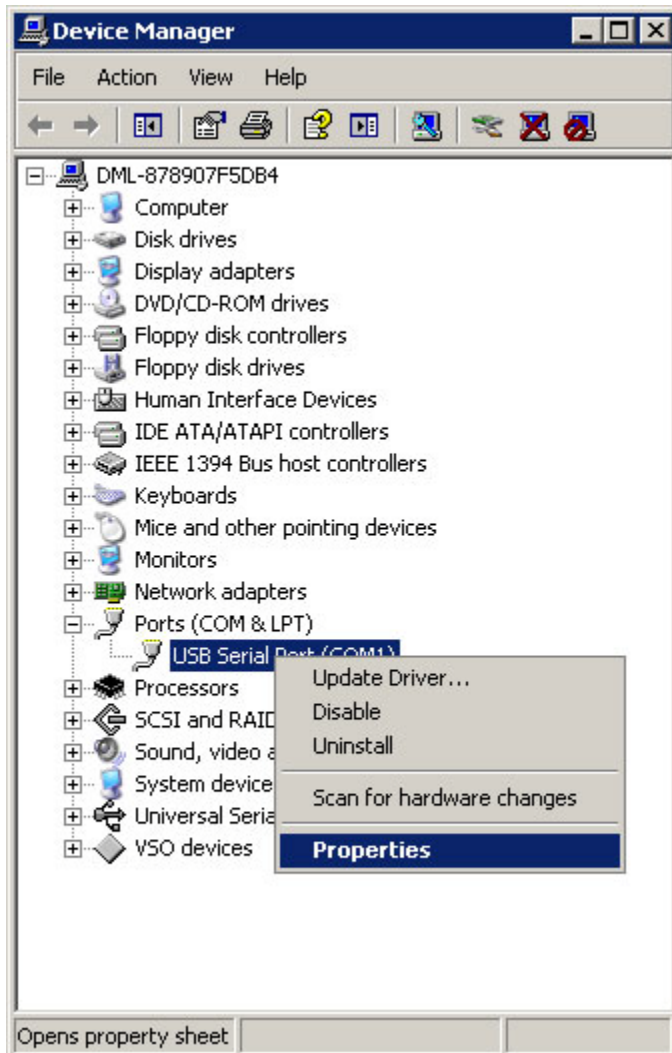 Device Manager
File Action View Help
DML-878907F5DB4
Computer
Disk drives
Display adapters
DVD/CD-ROM drives
Floppy disk controllers
Floppy disk drives
Human Interface Devices
IDE ATA/ATAPI controllers
IEEE 1394 Bus host controllers
Keyboards
Mice and other pointing devices
Monitors
Network adapters
Ports (COM & LPT)
USB Serial Port (COM1)
Processors
SCSI and RAID
Sound, video a
System device
Universal Seria
VSO devices
Update Driver...
Disable
Uninstall
Scan for hardware changes
Properties
Opens property sheet